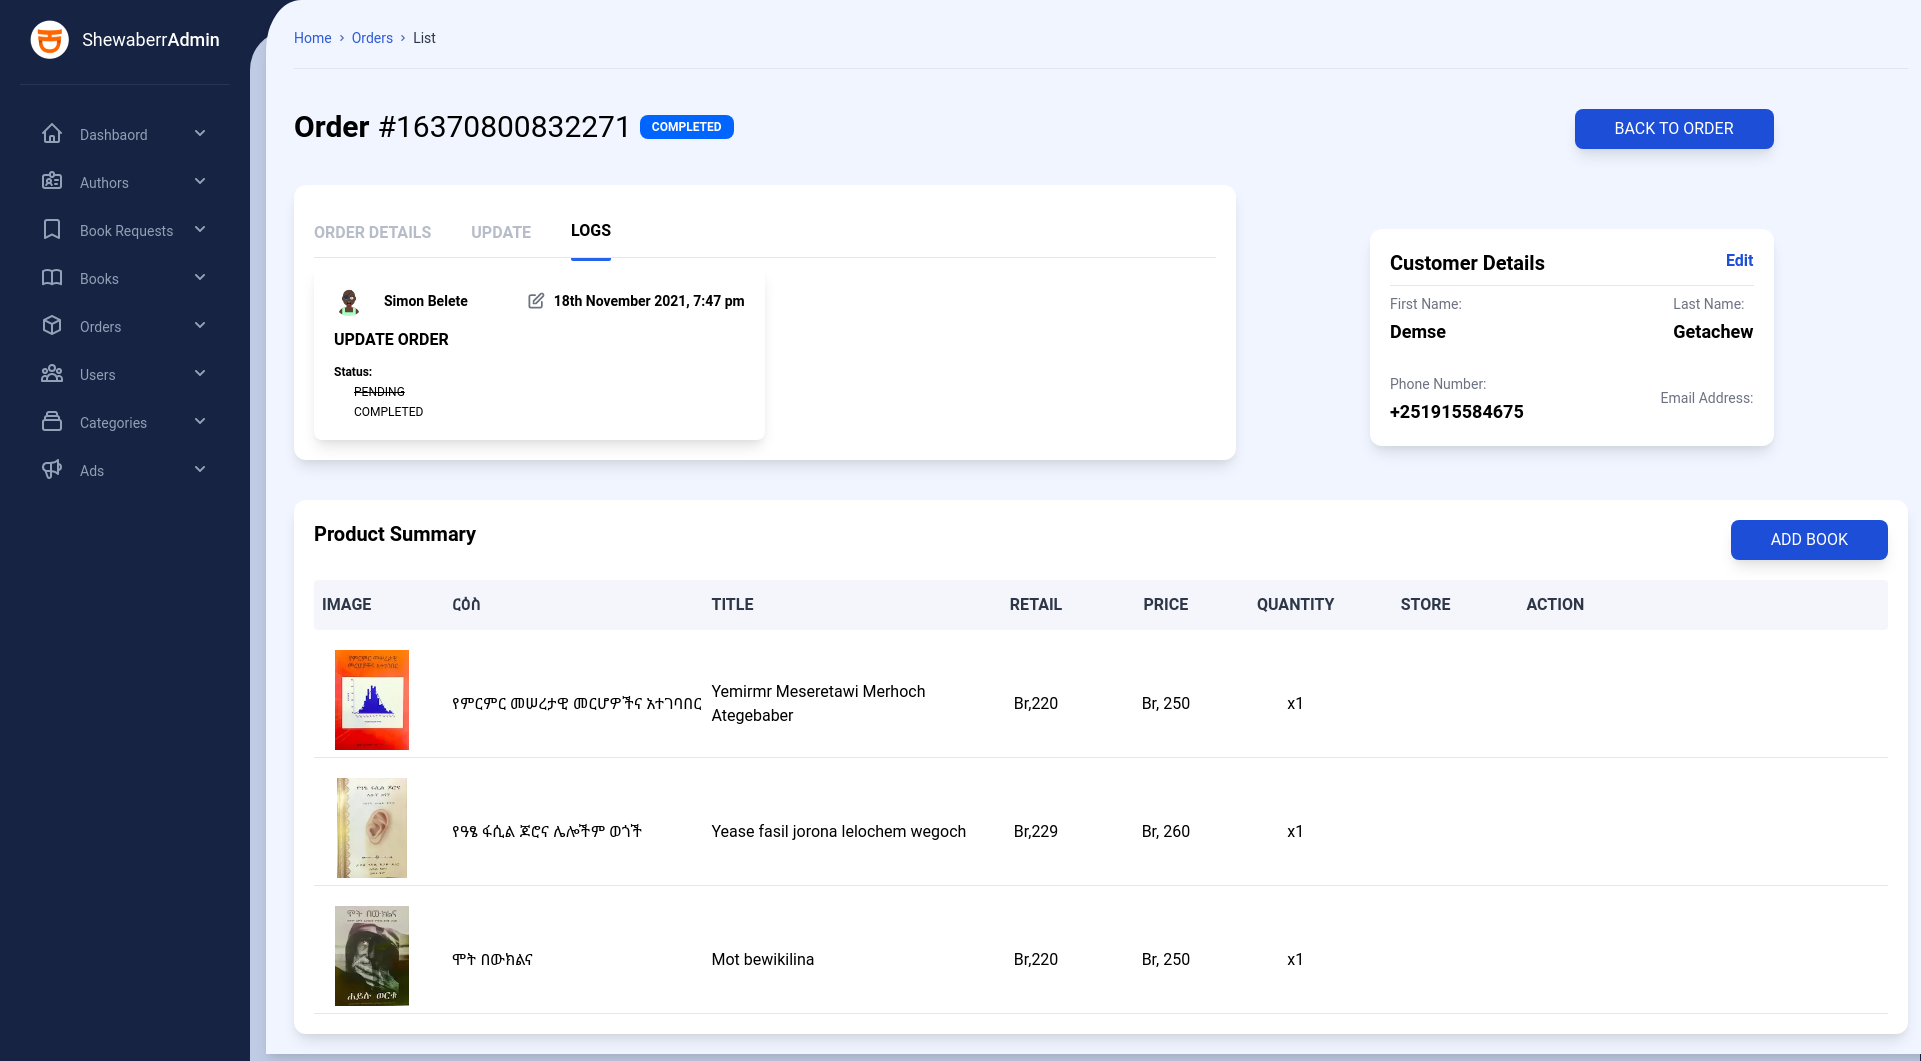 ShewaberrAdmin
Dashbaord
Authors
Book Requests
Books
Orders
Users
Categories
Ads
Home › Orders › List
Order #16370800832271 COMPLETED
BACK TO ORDER
ORDER DETAILS UPDATE LOGS
Simon Belete 18th November 2021, 7:47 pm
UPDATE ORDER
Status:
PENDING
COMPLETED
Customer Details Edit
First Name: Last Name:
Demse Getachew
Phone Number: Email Address:
+251915584675
Product Summary
ADD BOOK
IMAGE ርዕስ TITLE RETAIL PRICE QUANTITY STORE ACTION
የምርምር መሠረታዊ መርሆዎችና አተገባበር Yemirmr Meseretawi Merhoch Ategebaber Br,220 Br, 250 x1
የዓፄ ፋሲል ጆሮና ሌሎችም ወጎች Yease fasil jorona lelochem wegoch Br,229 Br, 260 x1
ሞት በውክልና
ሞት በውክልና Mot bewikilina Br,220 Br, 250 x1